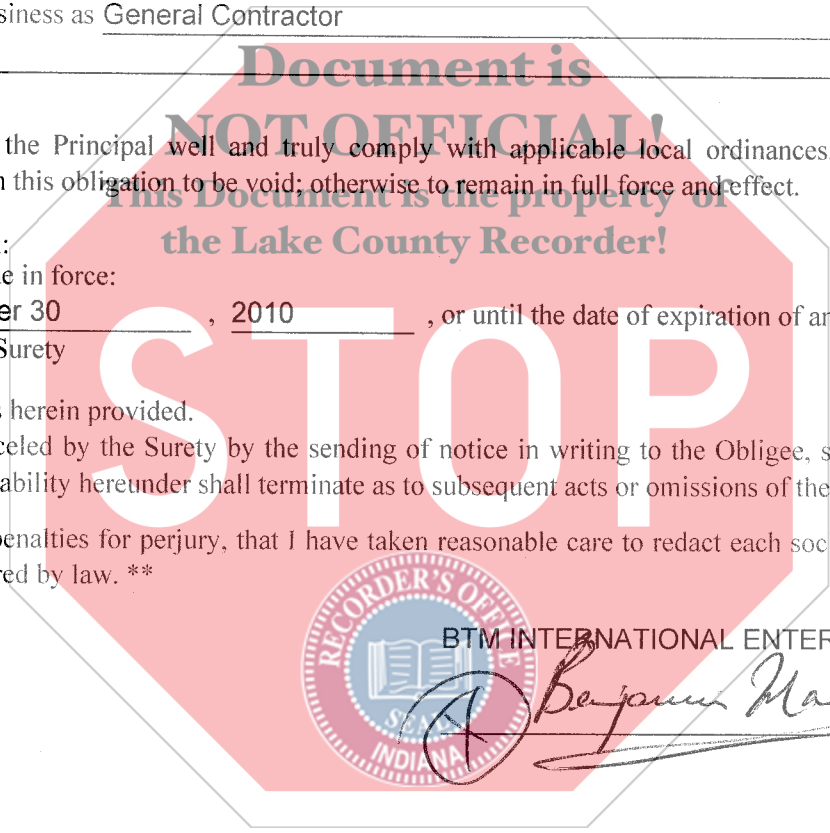 siness as General Contractor
Document is
NOT OFFICIAL!
the Principal well and truly comply with applicable local ordinances,
n this obligation to be void; otherwise to remain in full force and effect.
This Document is the property of
the Lake County Recorder!
:
e in force:
er 30 , 2010 , or until the date of expiration of an
Surety
STOP
s herein provided.
celed by the Surety by the sending of notice in writing to the Obligee, s
ability hereunder shall terminate as to subsequent acts or omissions of the
penalties for perjury, that I have taken reasonable care to redact each soc
red by law. **
RECORDER'S OFFICE
SEAL
INDIANA
BTM INTERNATIONAL ENTER
Benjamin Ma